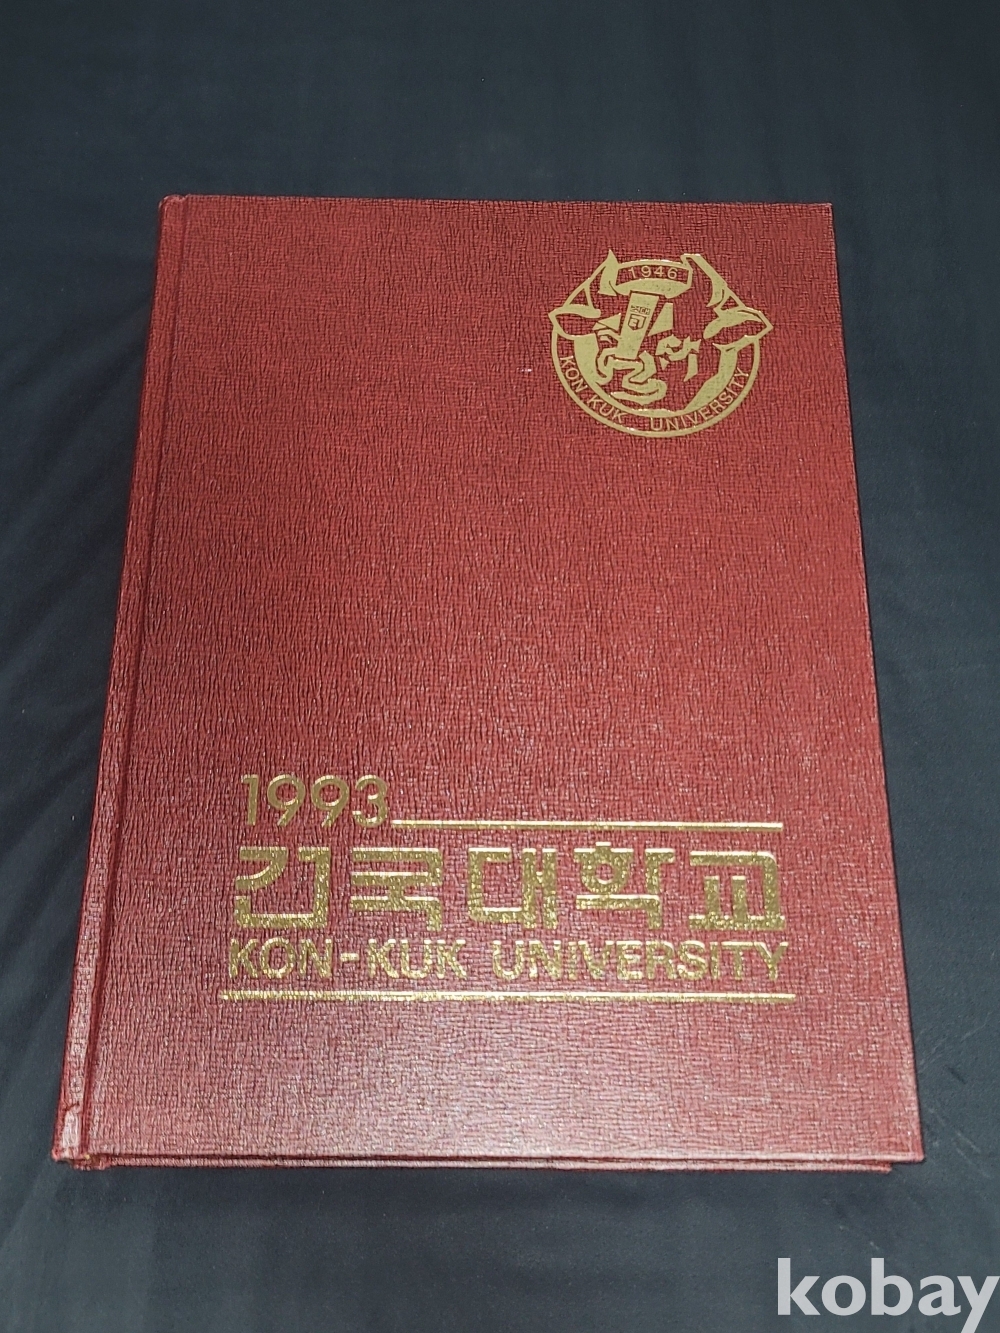 1946
KON KUK UNIVERSITY
1993
건국대학교
KON-KUK UNIVERSITY
kobay